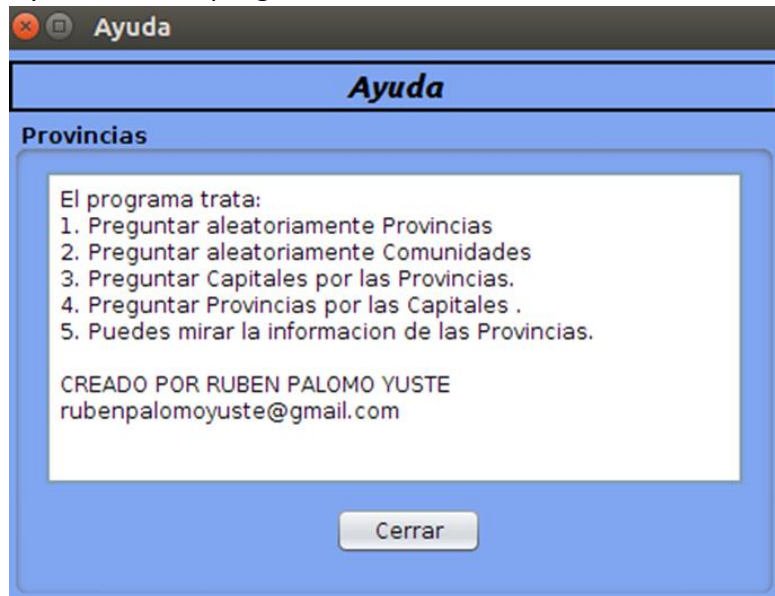 Ayuda
Ayuda
Provincias
El programa trata:
1. Preguntar aleatoriamente Provincias
2. Preguntar aleatoriamente Comunidades
3. Preguntar Capitales por las Provincias.
4. Preguntar Provincias por las Capitales .
5. Puedes mirar la informacion de las Provincias.
CREADO POR RUBEN PALOMO YUSTE
rubenpalomoyuste@gmail.com
Cerrar